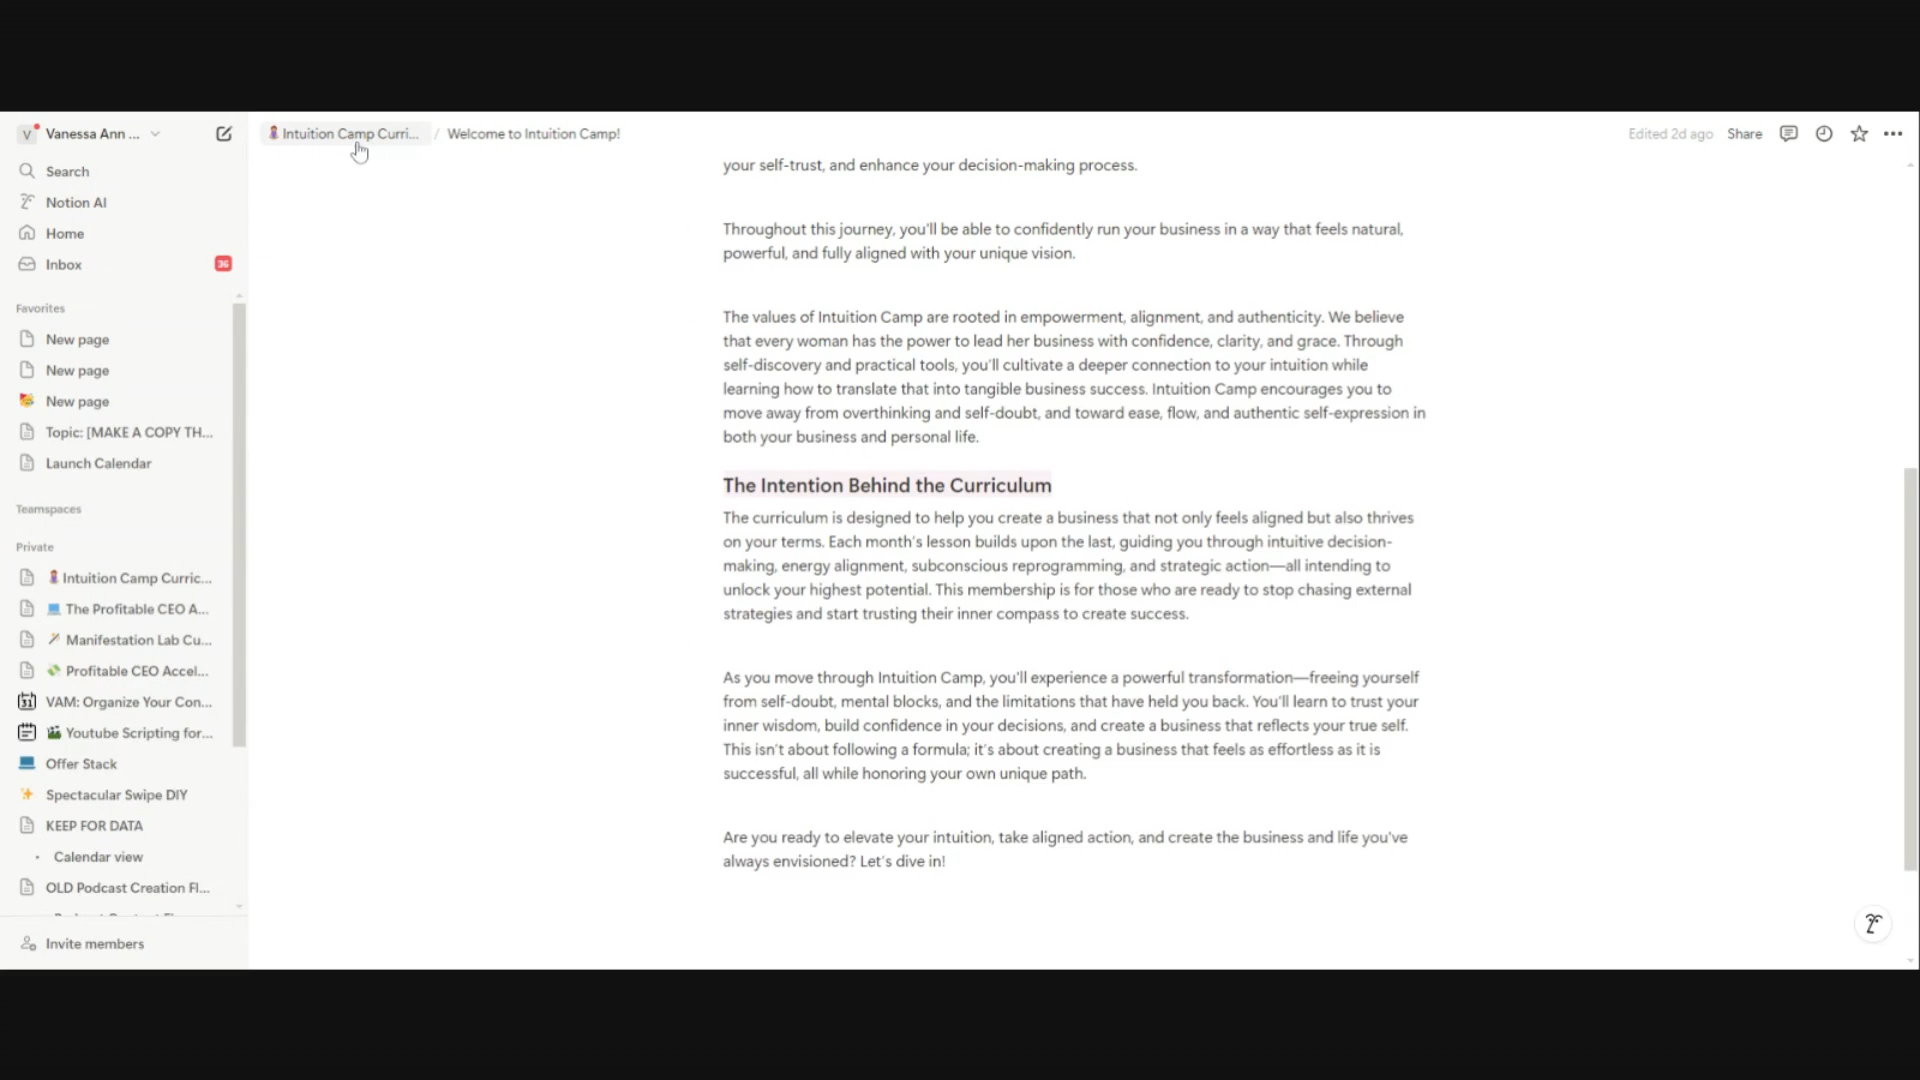 V Vanessa Ann ...
Intuition Camp Curri... / Welcome to Intuition Camp!
Edited 2d ago Share
Search
Notion AI
Home
Inbox 36
Favorites
New page
New page
New page
Topic: [MAKE A COPY TH...
Launch Calendar
Teamspaces
Private
Intuition Camp Curric...
The Profitable CEO A...
Manifestation Lab Cu...
Profitable CEO Accel...
31 VAM: Organize Your Con...
Youtube Scripting for...
Offer Stack
Spectacular Swipe DIY
KEEP FOR DATA
Calendar view
OLD Podcast Creation Fl...
Invite members
your self-trust, and enhance your decision-making process.
Throughout this journey, you'll be able to confidently run your business in a way that feels natural,
powerful, and fully aligned with your unique vision.
The values of Intuition Camp are rooted in empowerment, alignment, and authenticity. We believe
that every woman has the power to lead her business with confidence, clarity, and grace. Through
self-discovery and practical tools, you'll cultivate a deeper connection to your intuition while
learning how to translate that into tangible business success. Intuition Camp encourages you to
move away from overthinking and self-doubt, and toward ease, flow, and authentic self-expression in
both your business and personal life.
The Intention Behind the Curriculum
The curriculum is designed to help you create a business that not only feels aligned but also thrives
on your terms. Each month's lesson builds upon the last, guiding you through intuitive decision-
making, energy alignment, subconscious reprogramming, and strategic action—all intending to
unlock your highest potential. This membership is for those who are ready to stop chasing external
strategies and start trusting their inner compass to create success.
As you move through Intuition Camp, you'll experience a powerful transformation—freeing yourself
from self-doubt, mental blocks, and the limitations that have held you back. You'll learn to trust your
inner wisdom, build confidence in your decisions, and create a business that reflects your true self.
This isn't about following a formula; it's about creating a business that feels as effortless as it is
successful, all while honoring your own unique path.
Are you ready to elevate your intuition, take aligned action, and create the business and life you've
always envisioned? Let's dive in!